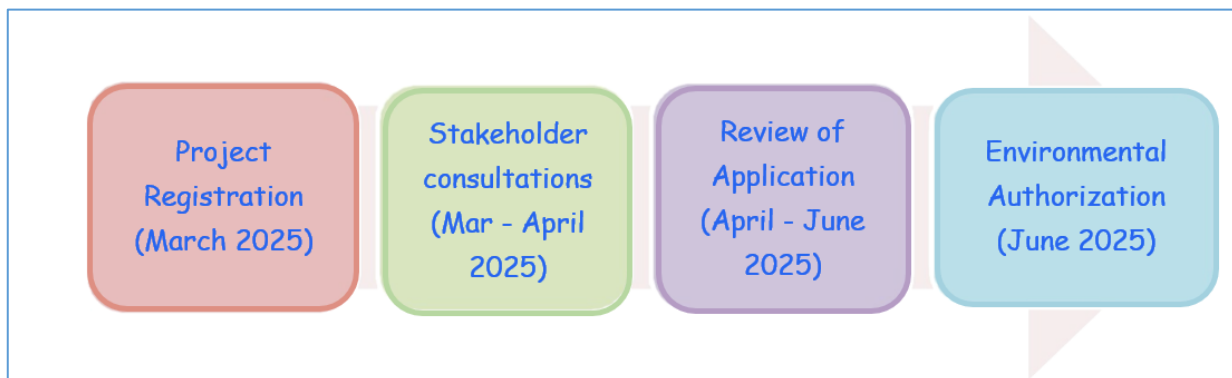 Project
Registration
(March 2025)
Stakeholder
consultations
(Mar - April
2025)
Review of
Application
(April - June
2025)
Environmental
Authorization
(June 2025)